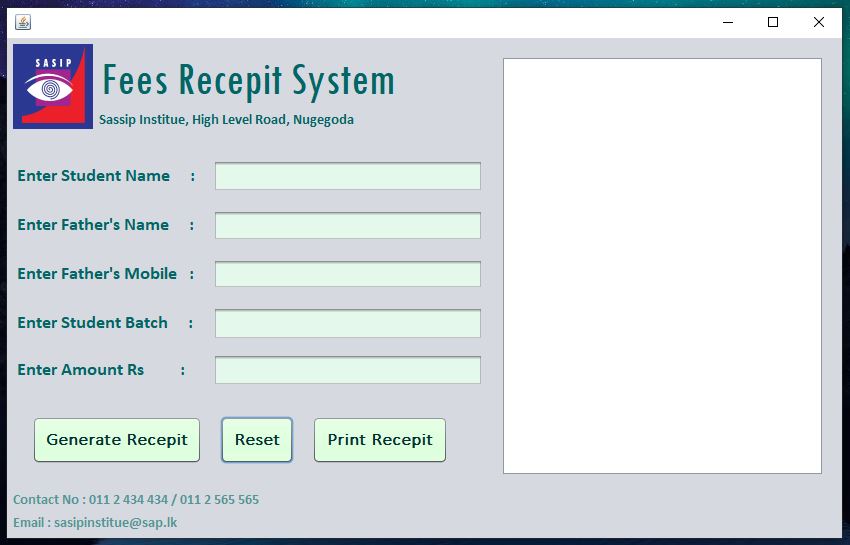 SASIP
Fees Recepit System
Sassip Institue, High Level Road, Nugegoda
Enter Student Name :
Enter Father's Name :
Enter Father's Mobile :
Enter Student Batch :
Enter Amount Rs :
Generate Recepit
Reset
Print Recepit
Contact No : 011 2 434 434 / 011 2 565 565
Email : sasipinstitue@sap.lk